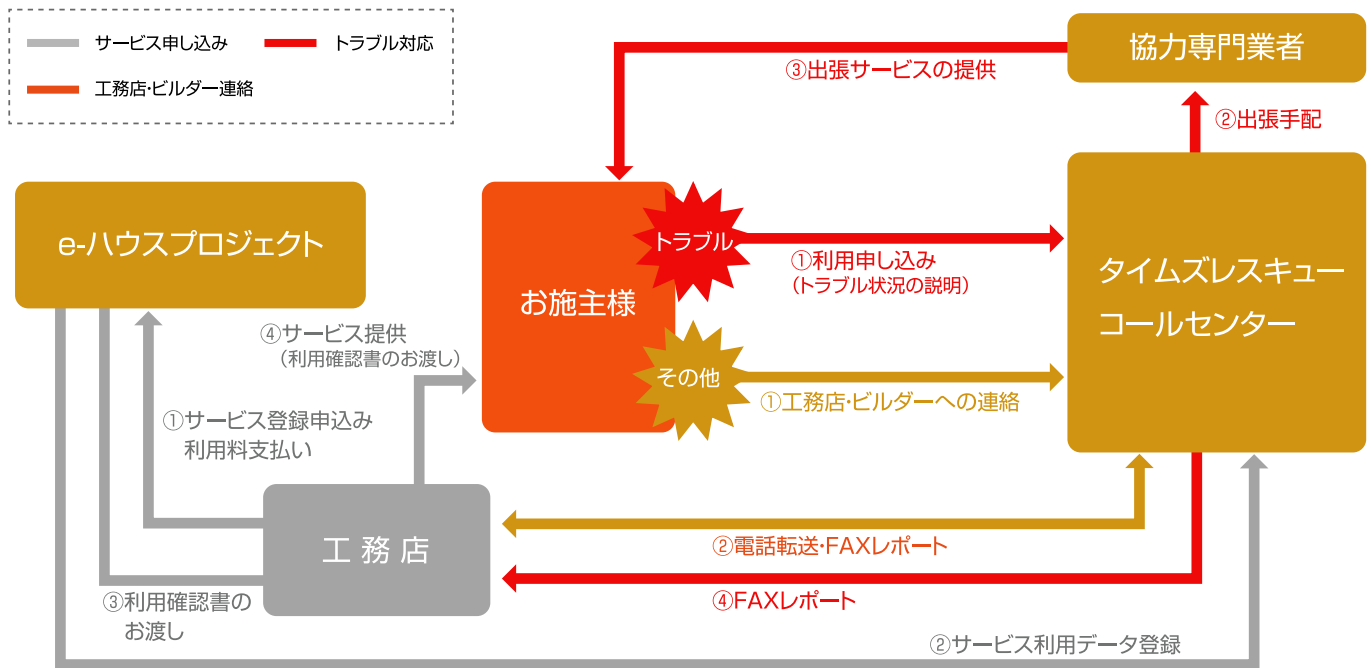 サービス申し込み
トラブル対応
工務店・ビルダー連絡
協力専門業者
③出張サービスの提供
②出張手配
e-ハウスプロジェクト
お施主様
トラブル
①利用申し込み
(トラブル状況の説明)
タイムズレスキュー
コールセンター
④サービス提供
(利用確認書のお渡し)
その他
①工務店・ビルダーへの連絡
①サービス登録申込み
利用料支払い
工務店
②電話転送・FAXレポート
④FAXレポート
③利用確認書の
お渡し
②サービス利用データ登録